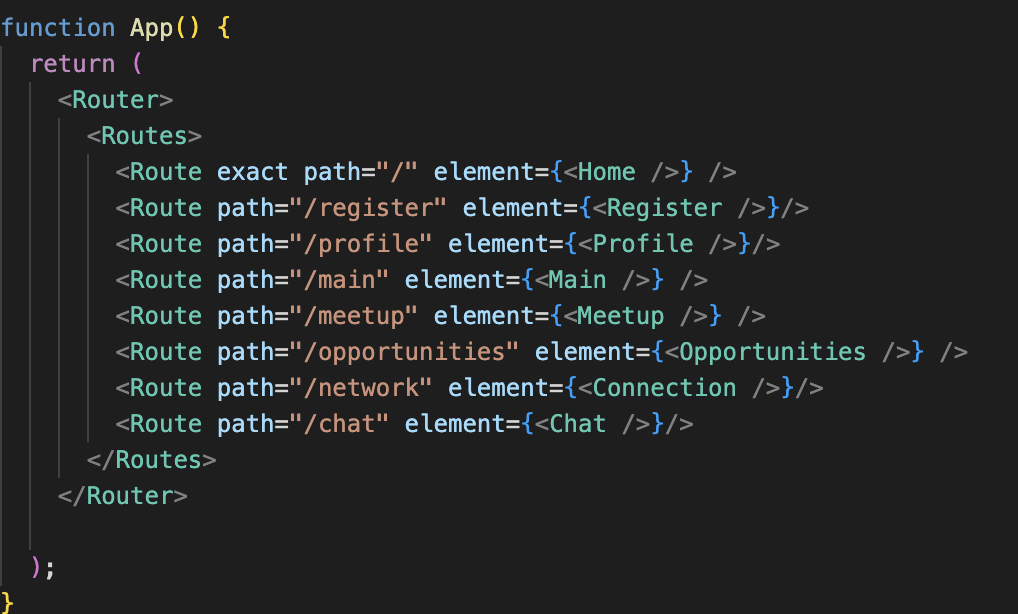 function App() {
  return (
    <Router>
      <Routes>
        <Route exact path="/" element={<Home />} />
        <Route path="/register" element={<Register />}/>
        <Route path="/profile" element={<Profile />}/>
        <Route path="/main" element={<Main />} />
        <Route path="/meetup" element={<Meetup />} />
        <Route path="/opportunities" element={<Opportunities />} />
        <Route path="/network" element={<Connection />}/>
        <Route path="/chat" element={<Chat />}/>
      </Routes>
    </Router>
  );
}